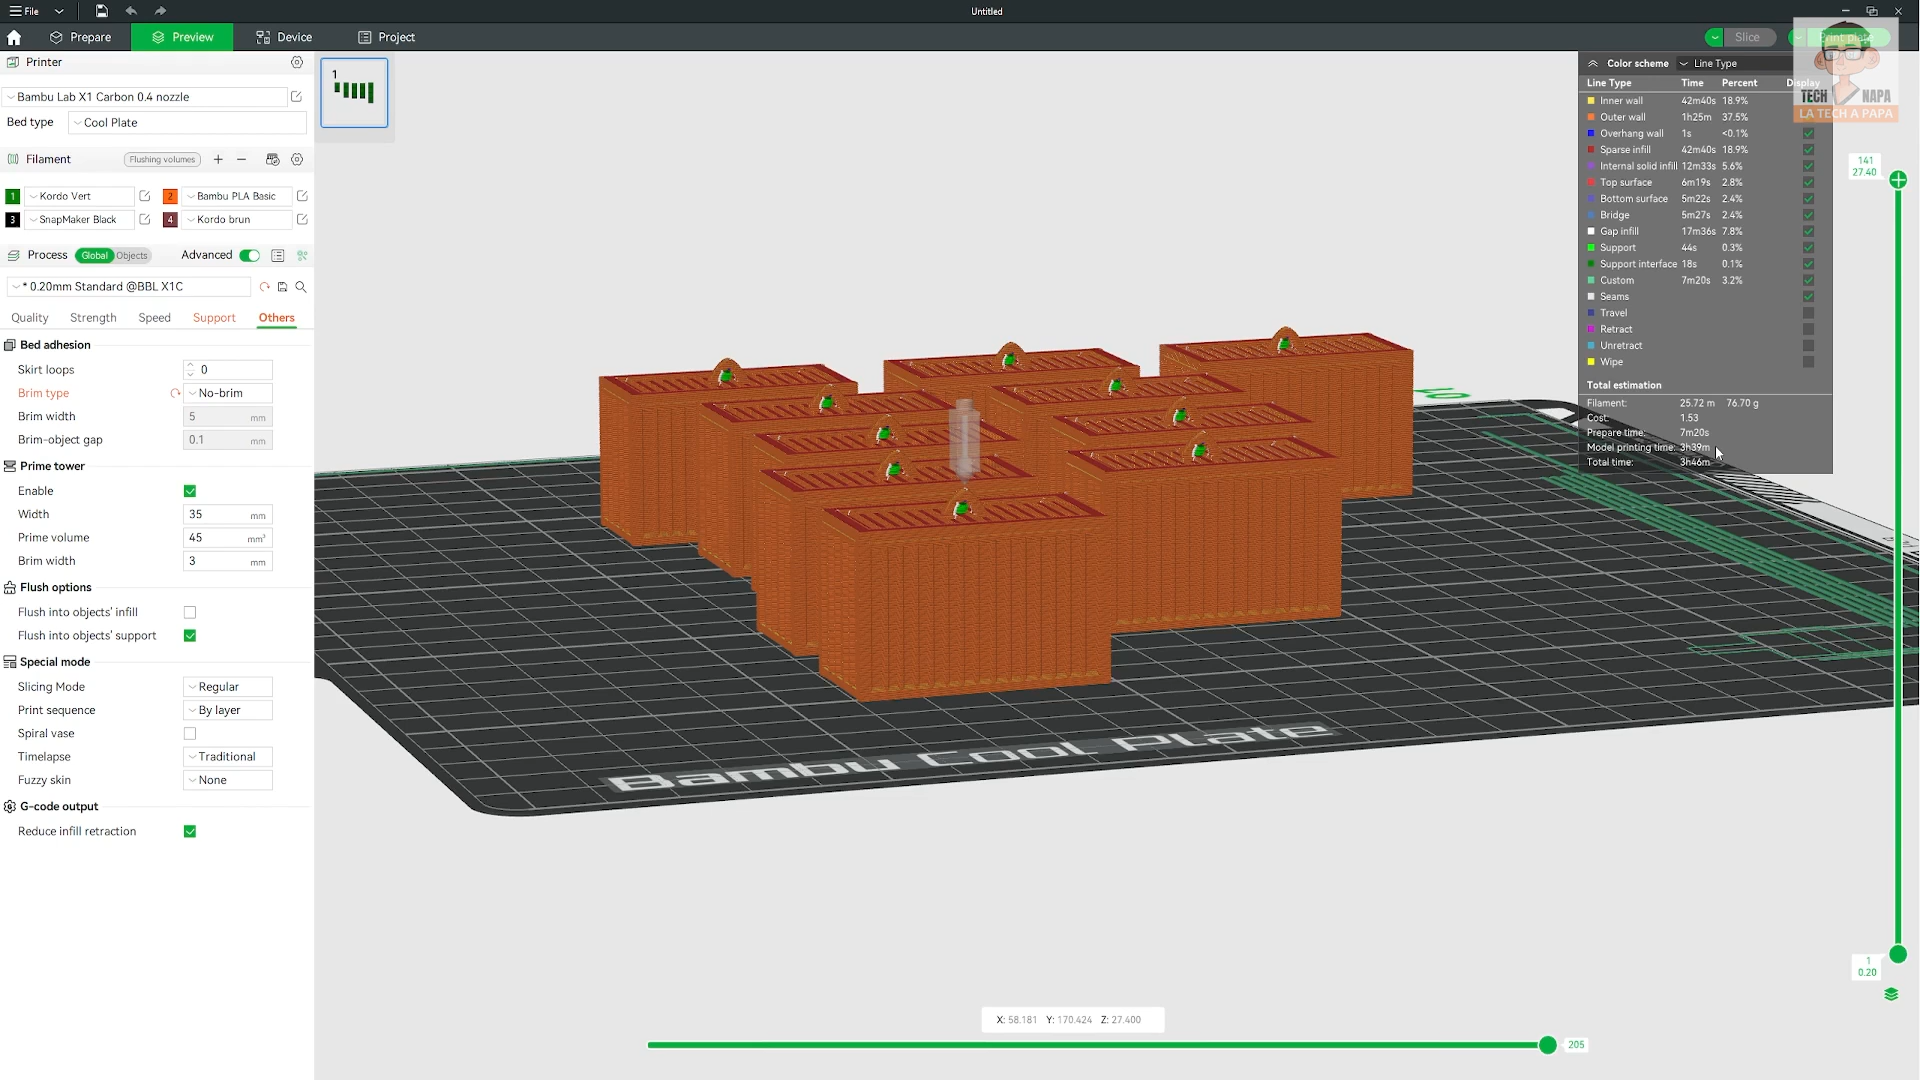 File
Untitled
Prepare
Preview
Device
Project
Slice
Print plate
Printer
Bambu Lab X1 Carbon 0.4 nozzle
Bed type
Cool Plate
Filament
Flushing volumes
1 Kordo Vert
2 Bambu PLA Basic
3 SnapMaker Black
4 Kordo brun
Process
Global
Objects
Advanced
* 0.20mm Standard @BBL X1C
Quality
Strength
Speed
Support
Others
Bed adhesion
Skirt loops 0
Brim type No-brim
Brim width 5 mm
Brim-object gap 0.1 mm
Prime tower
Enable
Width 35 mm
Prime volume 45 mm³
Brim width 3 mm
Flush options
Flush into objects' infill
Flush into objects' support
Special mode
Slicing Mode Regular
Print sequence By layer
Spiral vase
Timelapse Traditional
Fuzzy skin None
G-code output
Reduce infill retraction
1
Bambu Cool Plate
X: 58.181 Y: 170.424 Z: 27.400
205
Color scheme Line Type
Line Type Time Percent Display
Inner wall 42m40s 18.9%
Outer wall 1h25m 37.5%
Overhang wall 1s <0.1%
Sparse infill 42m40s 18.9%
Internal solid infill 12m33s 5.6%
Top surface 6m19s 2.8%
Bottom surface 5m22s 2.4%
Bridge 5m27s 2.4%
Gap infill 17m36s 7.8%
Support 44s 0.3%
Support interface 18s 0.1%
Custom 7m20s 3.2%
Seams
Travel
Retract
Unretract
Wipe
Total estimation
Filament: 25.72 m 76.70 g
Cost: 1.53
Prepare time: 7m20s
Model printing time: 3h39m
Total time: 3h46m
TECH NAPA
LA TECH A PAPA
141
27.40
1
0.20